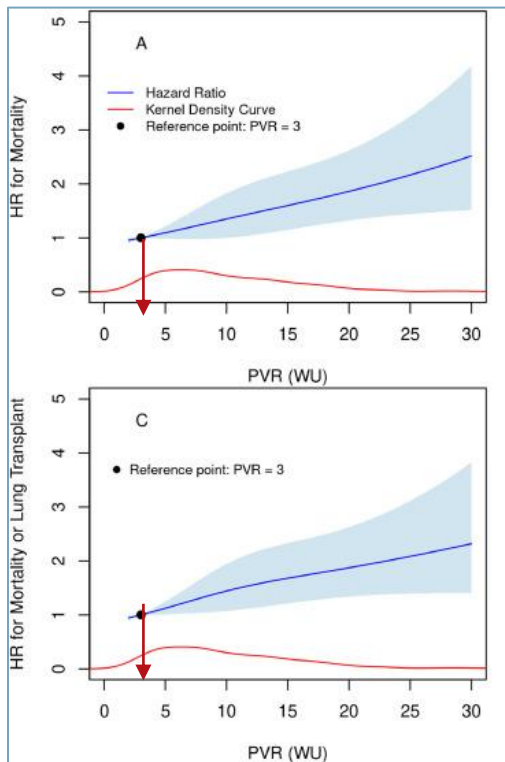 A
HR for Mortality
Hazard Ratio
Kernel Density Curve
Reference point: PVR = 3
5
4
3
2
1
0
0 5 10 15 20 25 30
PVR (WU)
C
HR for Mortality or Lung Transplant
Reference point: PVR = 3
5
4
3
2
1
0
0 5 10 15 20 25 30
PVR (WU)